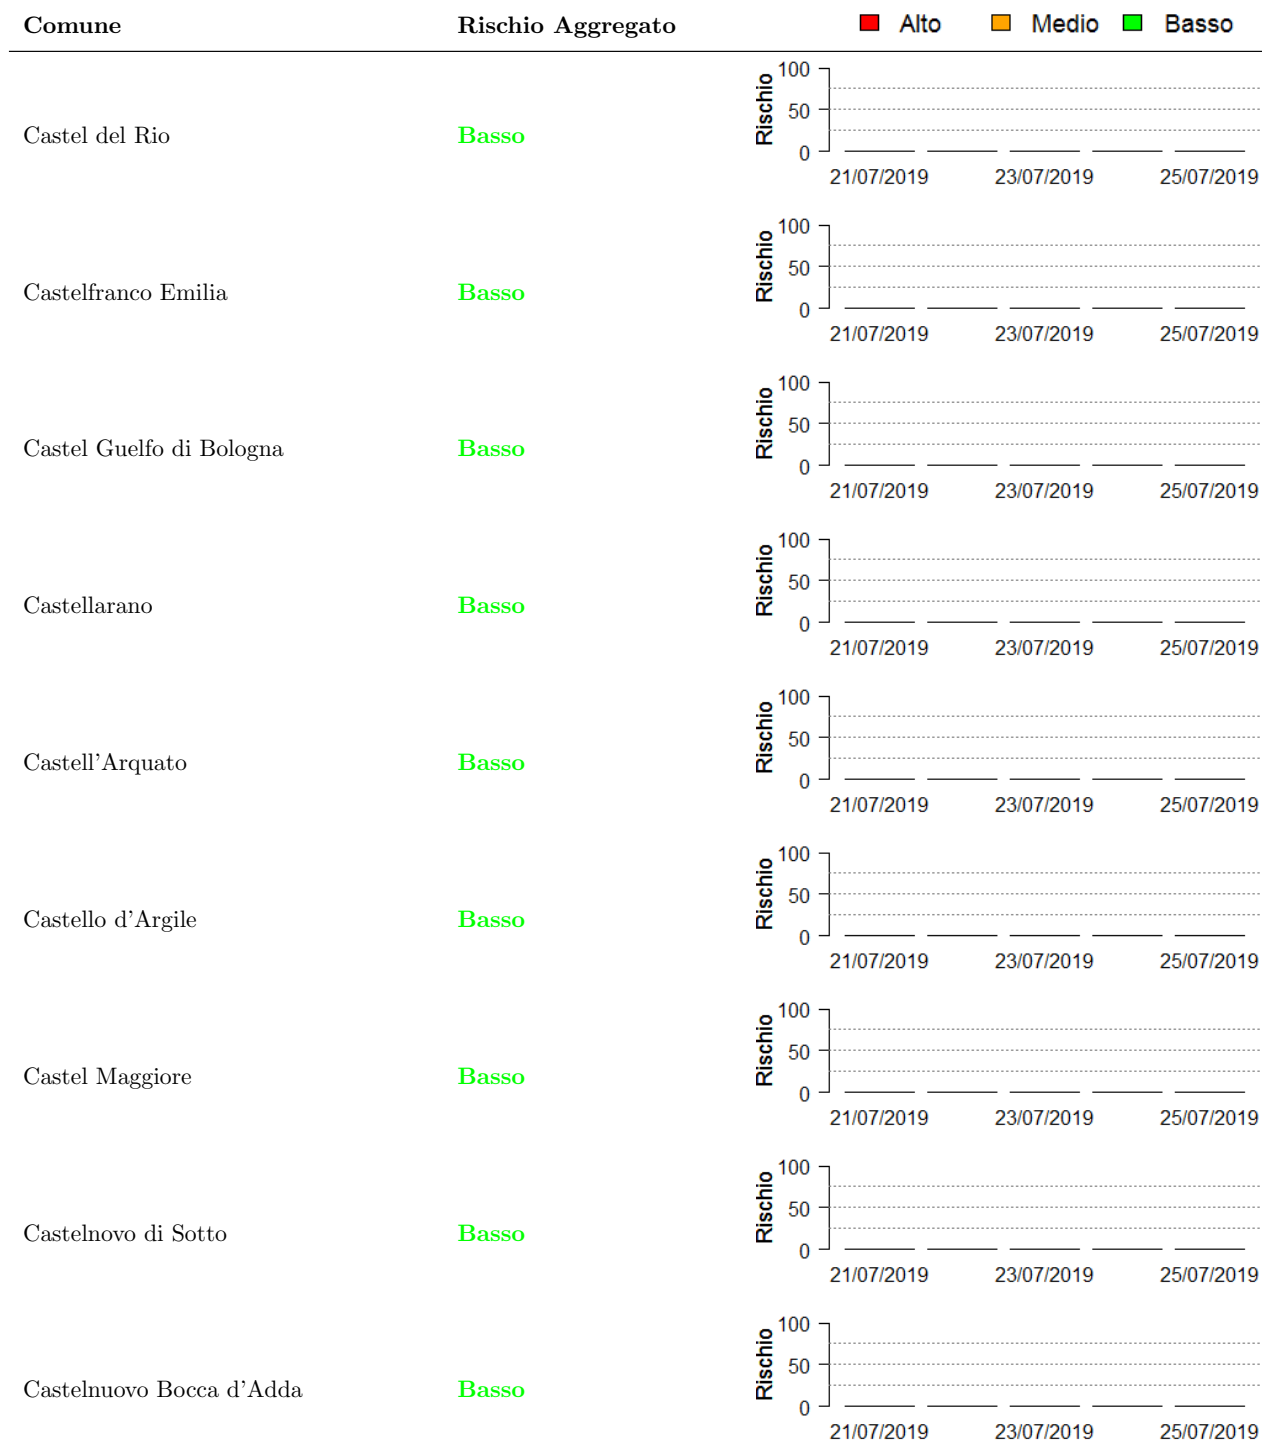 Comune Rischio Aggregato Alto Medio Basso
Castel del Rio Basso
Rischio
100
50
0
21/07/2019 23/07/2019 25/07/2019
Castelfranco Emilia Basso
Rischio
100
50
0
21/07/2019 23/07/2019 25/07/2019
Castel Guelfo di Bologna Basso
Rischio
100
50
0
21/07/2019 23/07/2019 25/07/2019
Castellarano Basso
Rischio
100
50
0
21/07/2019 23/07/2019 25/07/2019
Castell'Arquato Basso
Rischio
100
50
0
21/07/2019 23/07/2019 25/07/2019
Castello d'Argile Basso
Rischio
100
50
0
21/07/2019 23/07/2019 25/07/2019
Castel Maggiore Basso
Rischio
100
50
0
21/07/2019 23/07/2019 25/07/2019
Castelnovo di Sotto Basso
Rischio
100
50
0
21/07/2019 23/07/2019 25/07/2019
Castelnuovo Bocca d'Adda Basso
Rischio
100
50
0
21/07/2019 23/07/2019 25/07/2019